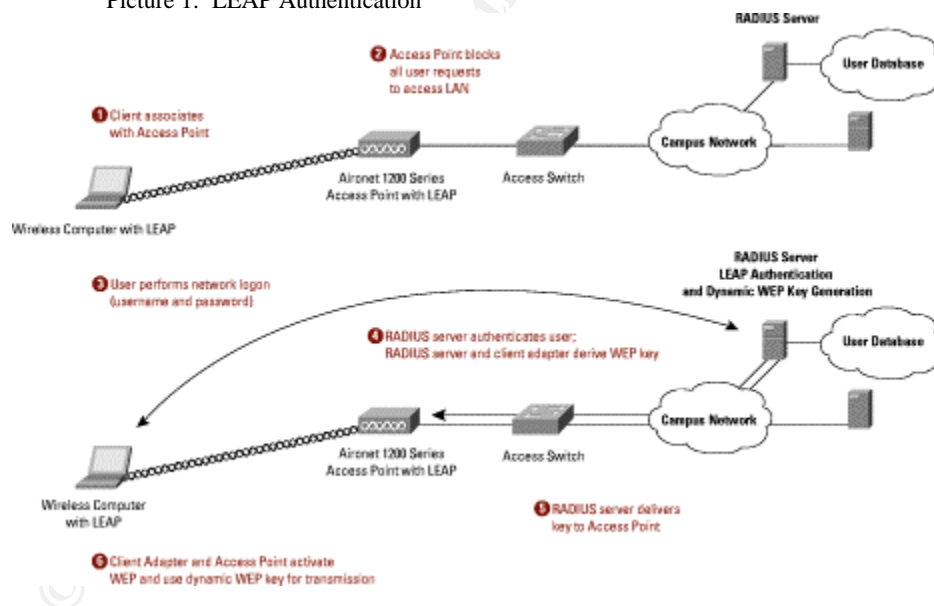 Picture 1: LEAP Authentication
RADIUS Server
User Database
2 Access Point blocks
all user requests
to access LAN
1 Client associates
with Access Point
Campus Network
Aironet 1200 Series
Access Point with LEAP
Access Switch
Wireless Computer with LEAP
RADIUS Server
LEAP Authentication
and Dynamic WEP Key Generation
3 User performs network logon
(username and password)
4 RADIUS server authenticates user;
RADIUS server and client adapter derive WEP key
User Database
Campus Network
Aironet 1200 Series
Access Point with LEAP
Access Switch
Wireless Computer
with LEAP
5 RADIUS server delivers
key to Access Point
6 Client Adapter and Access Point activate
WEP and use dynamic WEP key for transmission